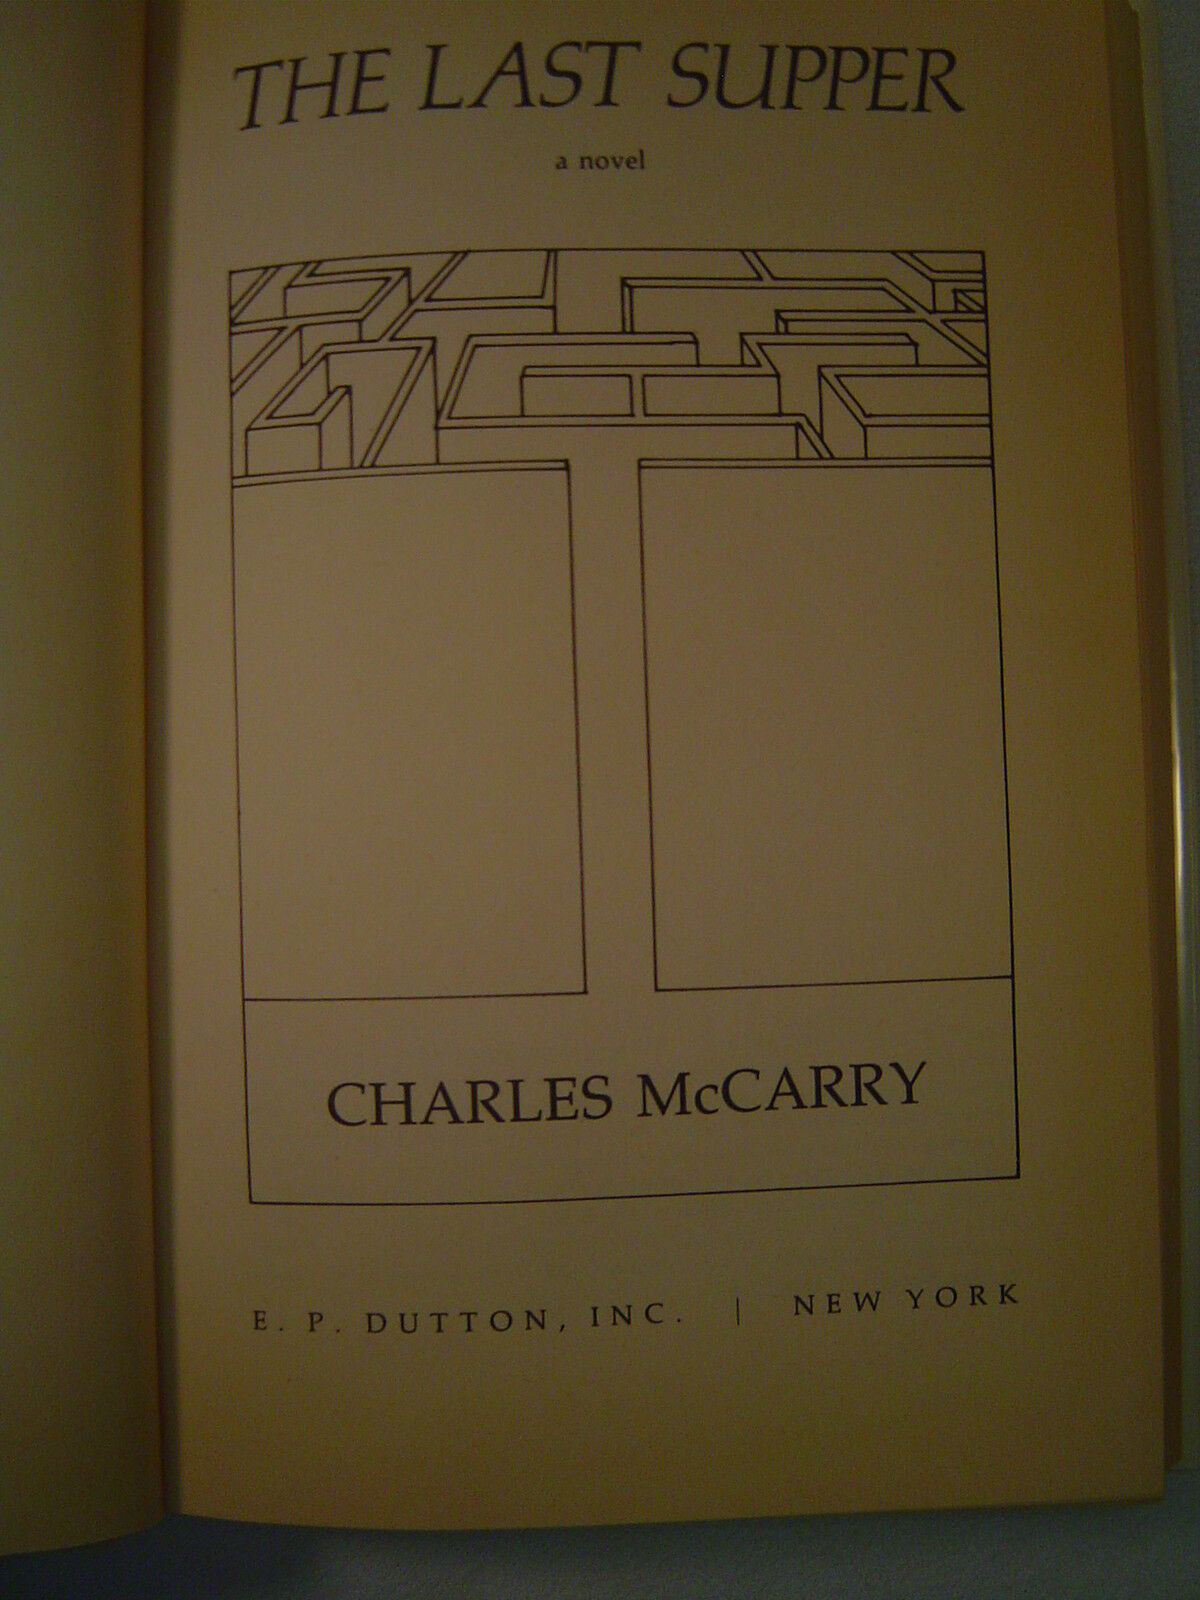 THE LAST SUPPER
a novel
CHARLES McCARRY
E. P. DUTTON, INC. | NEW YORK